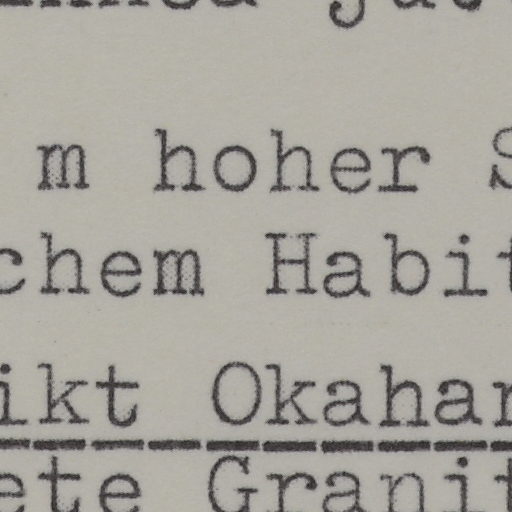 m hoher S
chem Habit
ikt Okahan
ete Granit